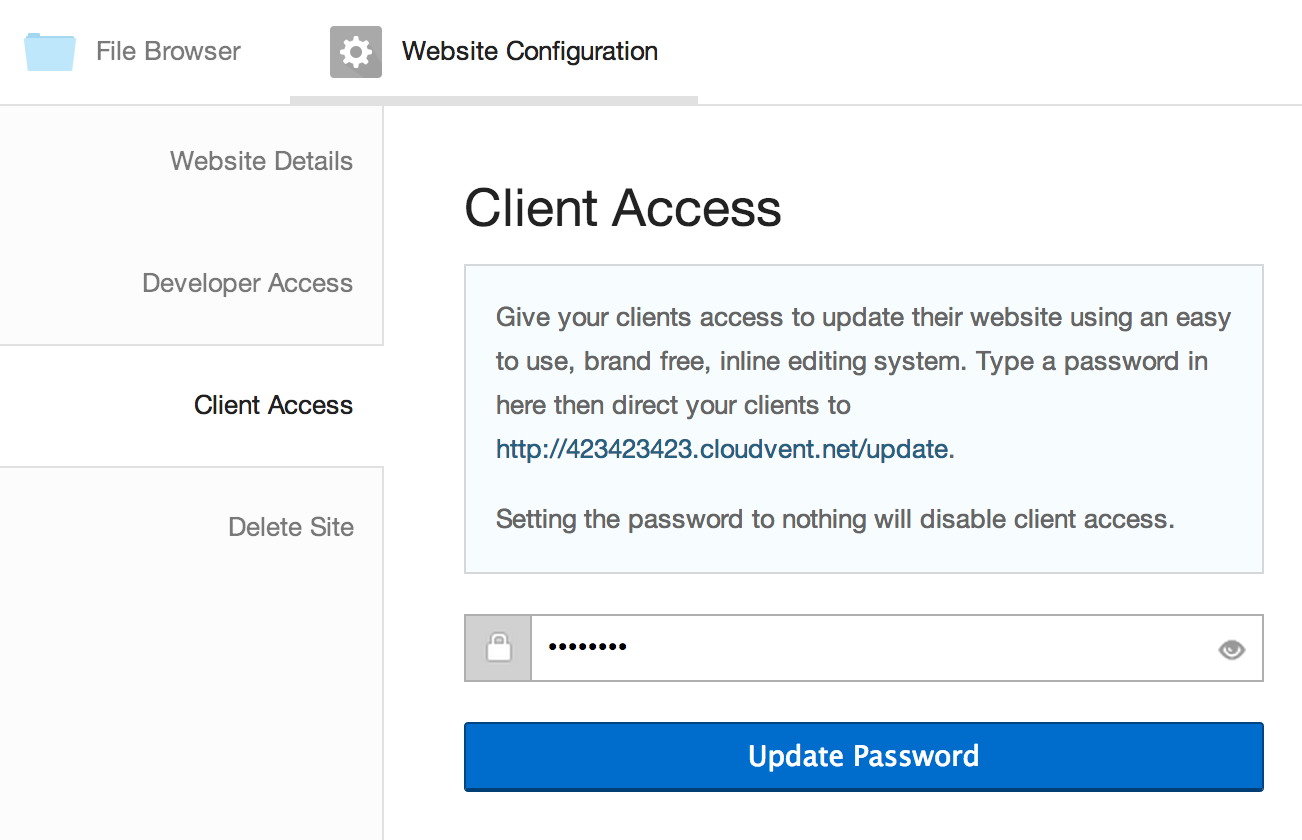 File Browser
Website Configuration
Website Details
Developer Access
Client Access
Delete Site
Client Access
Give your clients access to update their website using an easy
to use, brand free, inline editing system. Type a password in
here then direct your clients to
http://423423423.cloudvent.net/update.
Setting the password to nothing will disable client access.
••••••••
Update Password